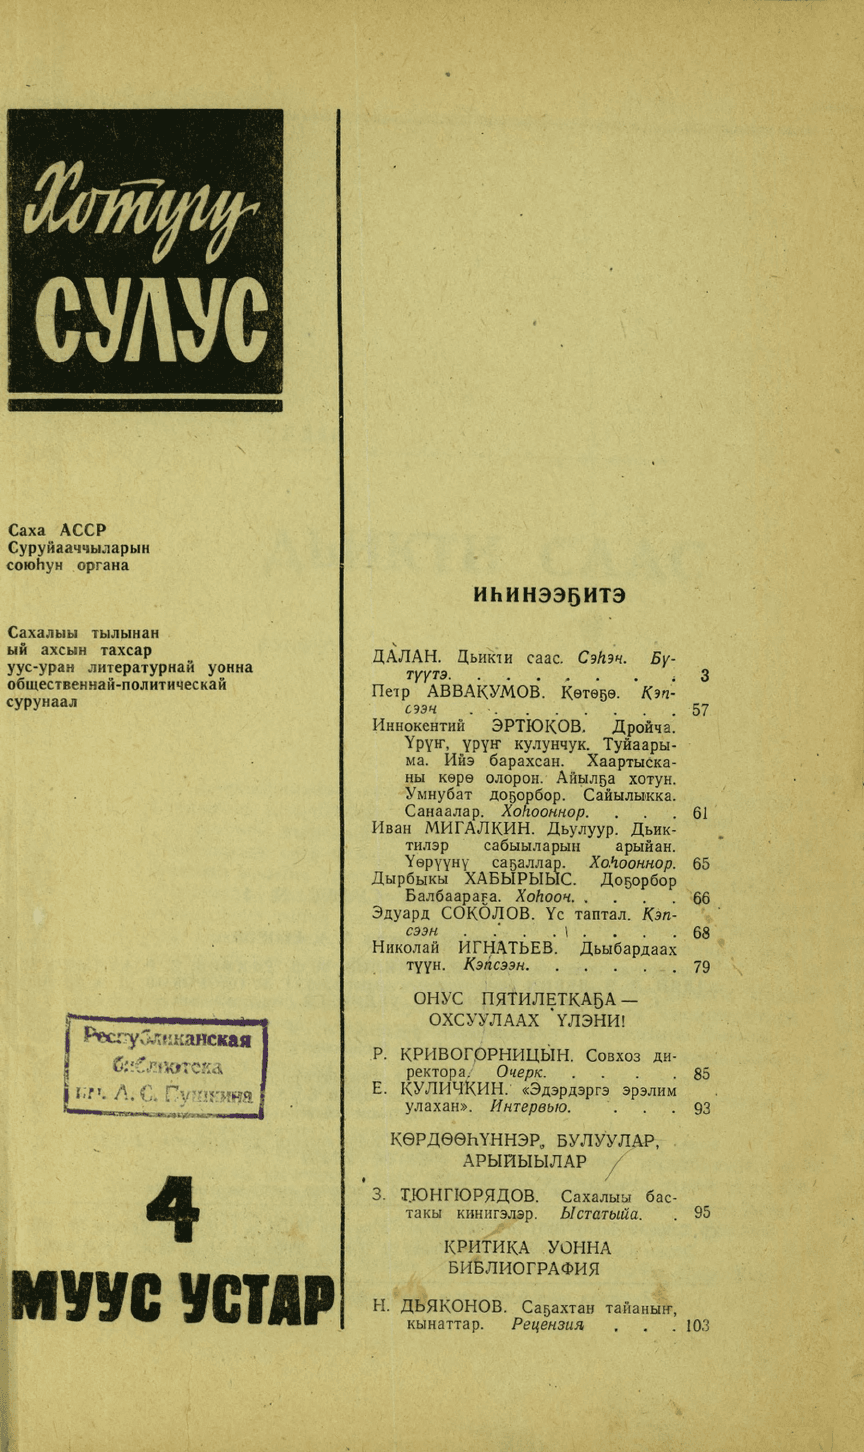 Хотугу
СУЛУС
Саха АССР
Суруйааччыларын
союһун органа
Сахалыы тылынан
ый ахсын тахсар
уус-уран литературнай уонна
общественнай-политическай
сурунаал
Республиканская
библиотека
им. А. С. Пушкина
4
МУУС УСТАР
ИҺИНЭЭҔИТЭ
ДАЛАН. Дьикти саас. Сэһэн. Бү-
түүтэ. . . . . . . . . 3
Петр АВВАКУМОВ. Көтөҕө. Кэп-
сээн . . . . . . . . 57
Иннокентий ЭРТЮКОВ. Дройча.
Үрүҥ, үрүҥ кулунчук. Туйаары-
ма. Ийэ барахсан. Хаартыска-
ны көрө олорон. Айылҕа хотун.
Умнубат доҕорбор. Сайылыкка.
Санаалар. Хоһооннор. . . . 61
Иван МИГАЛКИН. Дьулуур. Дьик-
тилэр сабыыларын арыйан.
Үөрүүнү саҕаллар. Хоһооннор. 65
Дырбыкы ХАБЫРЫЫС. Доҕорбор
Балбаараҕа. Хоһоон. . . . . 66
Эдуард СОКОЛОВ. Үс таптал. Кэп-
сээн . . . . . . . . 68
Николай ИГНАТЬЕВ. Дьыбардаах
түүн. Кэпсээн. . . . . . 79
ОНУС ПЯТИЛЕТКАҔА —
ОХСУУЛААХ ҮЛЭНИ!
Р. КРИВОГОРНИЦЫН. Совхоз ди-
ректора. Очерк. . . . . 85
Е. КУЛИЧКИН. «Эдэрдэргэ эрэлим
улахан». Интервью. . . . 93
КӨРДӨӨҺҮННЭР, БУЛУУЛАР,
АРЫЙЫЫЛАР
З. ТЮНГЮРЯДОВ. Сахалыы бас-
такы кинигэлэр. Ыстатыйа. . 95
КРИТИКА УОННА
БИБЛИОГРАФИЯ
Н. ДЬЯКОНОВ. Саҕахтан тайаныҥ,
кынаттар. Рецензия . . . 103